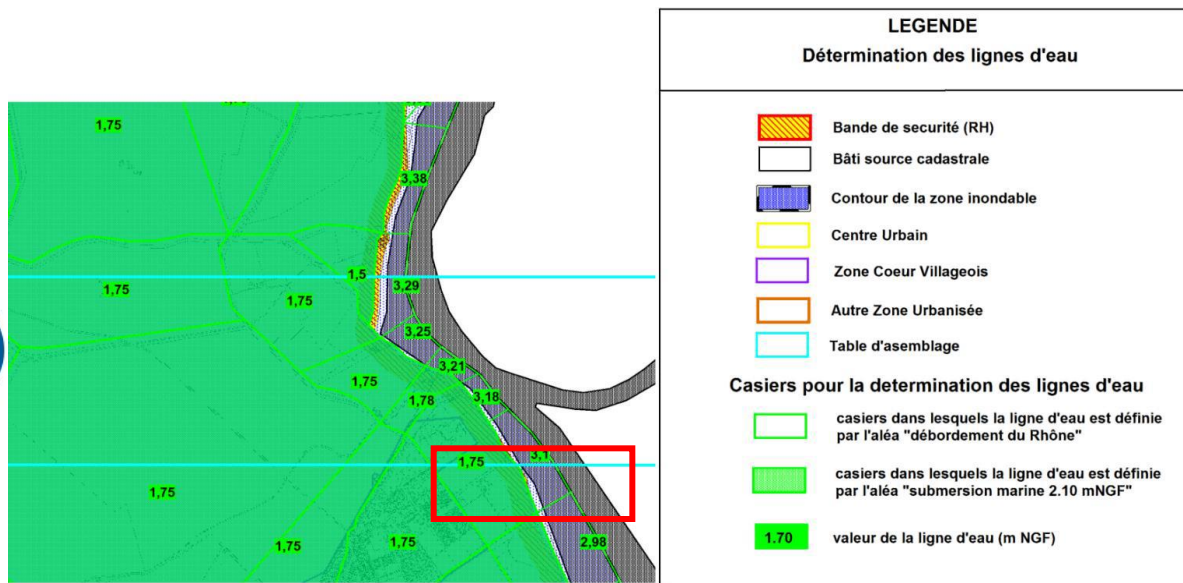 LEGENDE
Détermination des lignes d'eau
Bande de securité (RH)
Bâti source cadastrale
Contour de la zone inondable
Centre Urbain
Zone Coeur Villageois
Autre Zone Urbanisée
Table d'asemblage
Casiers pour la determination des lignes d'eau
casiers dans lesquels la ligne d'eau est définie
par l'aléa "débordement du Rhône"
casiers dans lesquels la ligne d'eau est définie
par l'aléa "submersion marine 2.10 mNGF"
1.70 valeur de la ligne d'eau (m NGF)
1,75
3,38
1,5
1,75
1,75
3,29
3,25
3,21
1,75
3,18
1,78
3,1
1,75
1,75
1,75
1,75
2,98